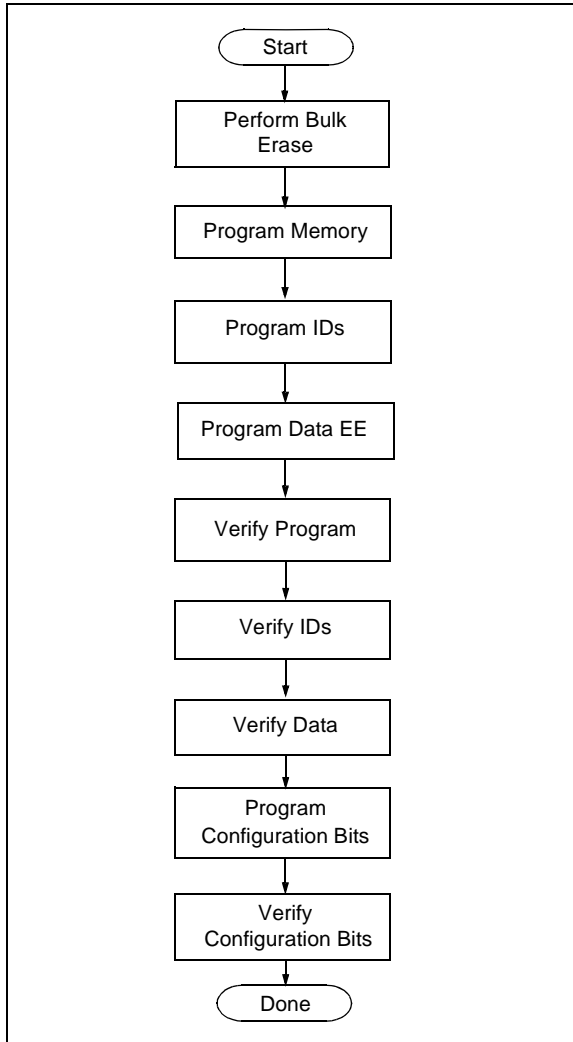 Start
Perform Bulk
Erase
Program Memory
Program IDs
Program Data EE
Verify Program
Verify IDs
Verify Data
Program
Configuration Bits
Verify
Configuration Bits
Done